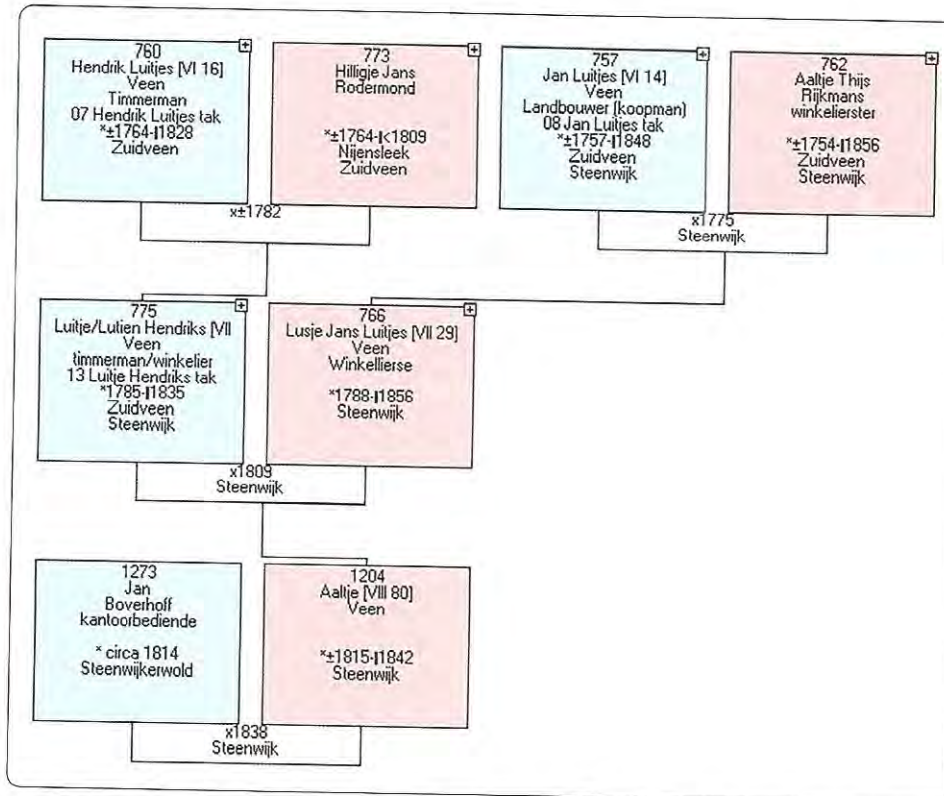 760
Hendrik Luitjes [VI 16]
Veen
Timmerman
07 Hendrik Luitjes tak
*±1764-‖1828
Zuidveen
773
Hilligje Jans
Rodermond
*±1764-‖<1809
Nijensleek
Zuidveen
x±1782
757
Jan Luitjes [VI 14]
Veen
Landbouwer (koopman)
08 Jan Luitjes tak
*±1757-‖1848
Zuidveen
Steenwijk
762
Aaltje Thijs
Rijkmans
winkelierster
*±1754-‖1856
Zuidveen
Steenwijk
x1775
Steenwijk
775
Luitje/Lutien Hendriks [VII
Veen
timmerman/winkelier
13 Luitje Hendriks tak
*1785-‖1835
Zuidveen
Steenwijk
766
Lusje Jans Luitjes [VII 29]
Veen
Winkellierse
*1788-‖1856
Steenwijk
x1809
Steenwijk
1273
Jan
Boverhoff
kantoorbediende
* circa 1814
Steenwijkerwold
1204
Aaltje [VIII 80]
Veen
*±1815-‖1842
Steenwijk
x1838
Steenwijk